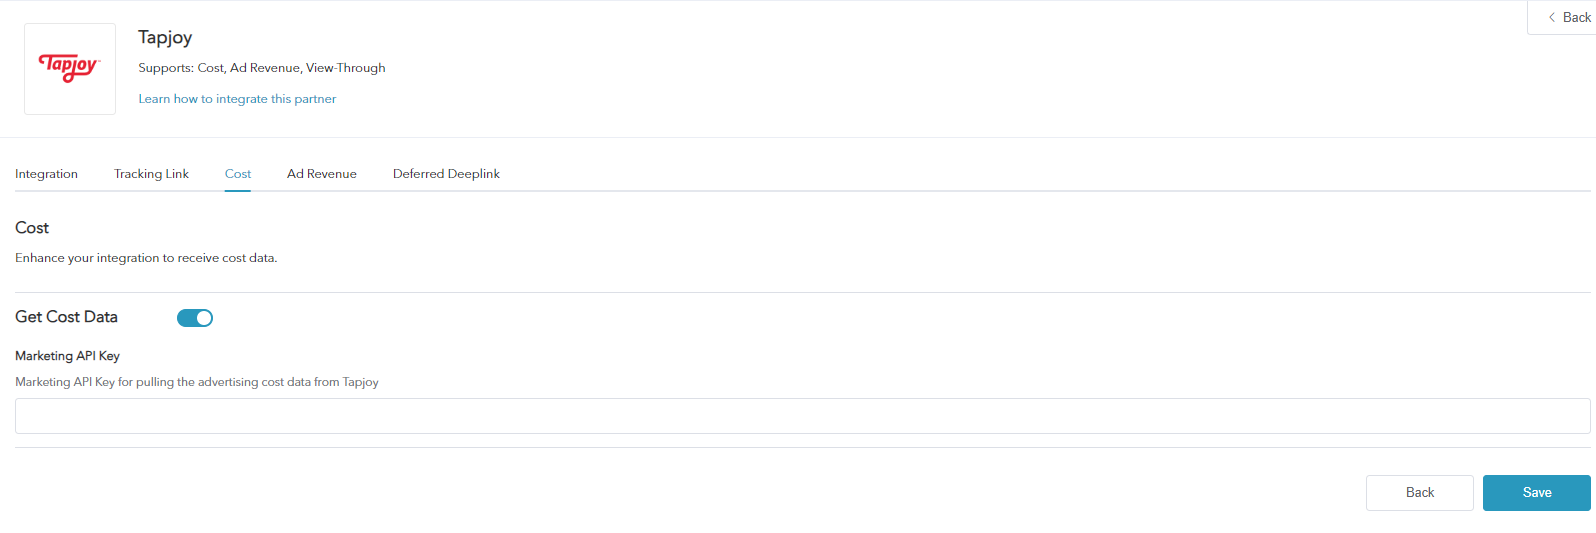 Back
Tapjoy
Tapjoy
Supports: Cost, Ad Revenue, View-Through
Learn how to integrate this partner
Integration Tracking Link Cost Ad Revenue Deferred Deeplink
Cost
Enhance your integration to receive cost data.
Get Cost Data
Marketing API Key
Marketing API Key for pulling the advertising cost data from Tapjoy
Back Save